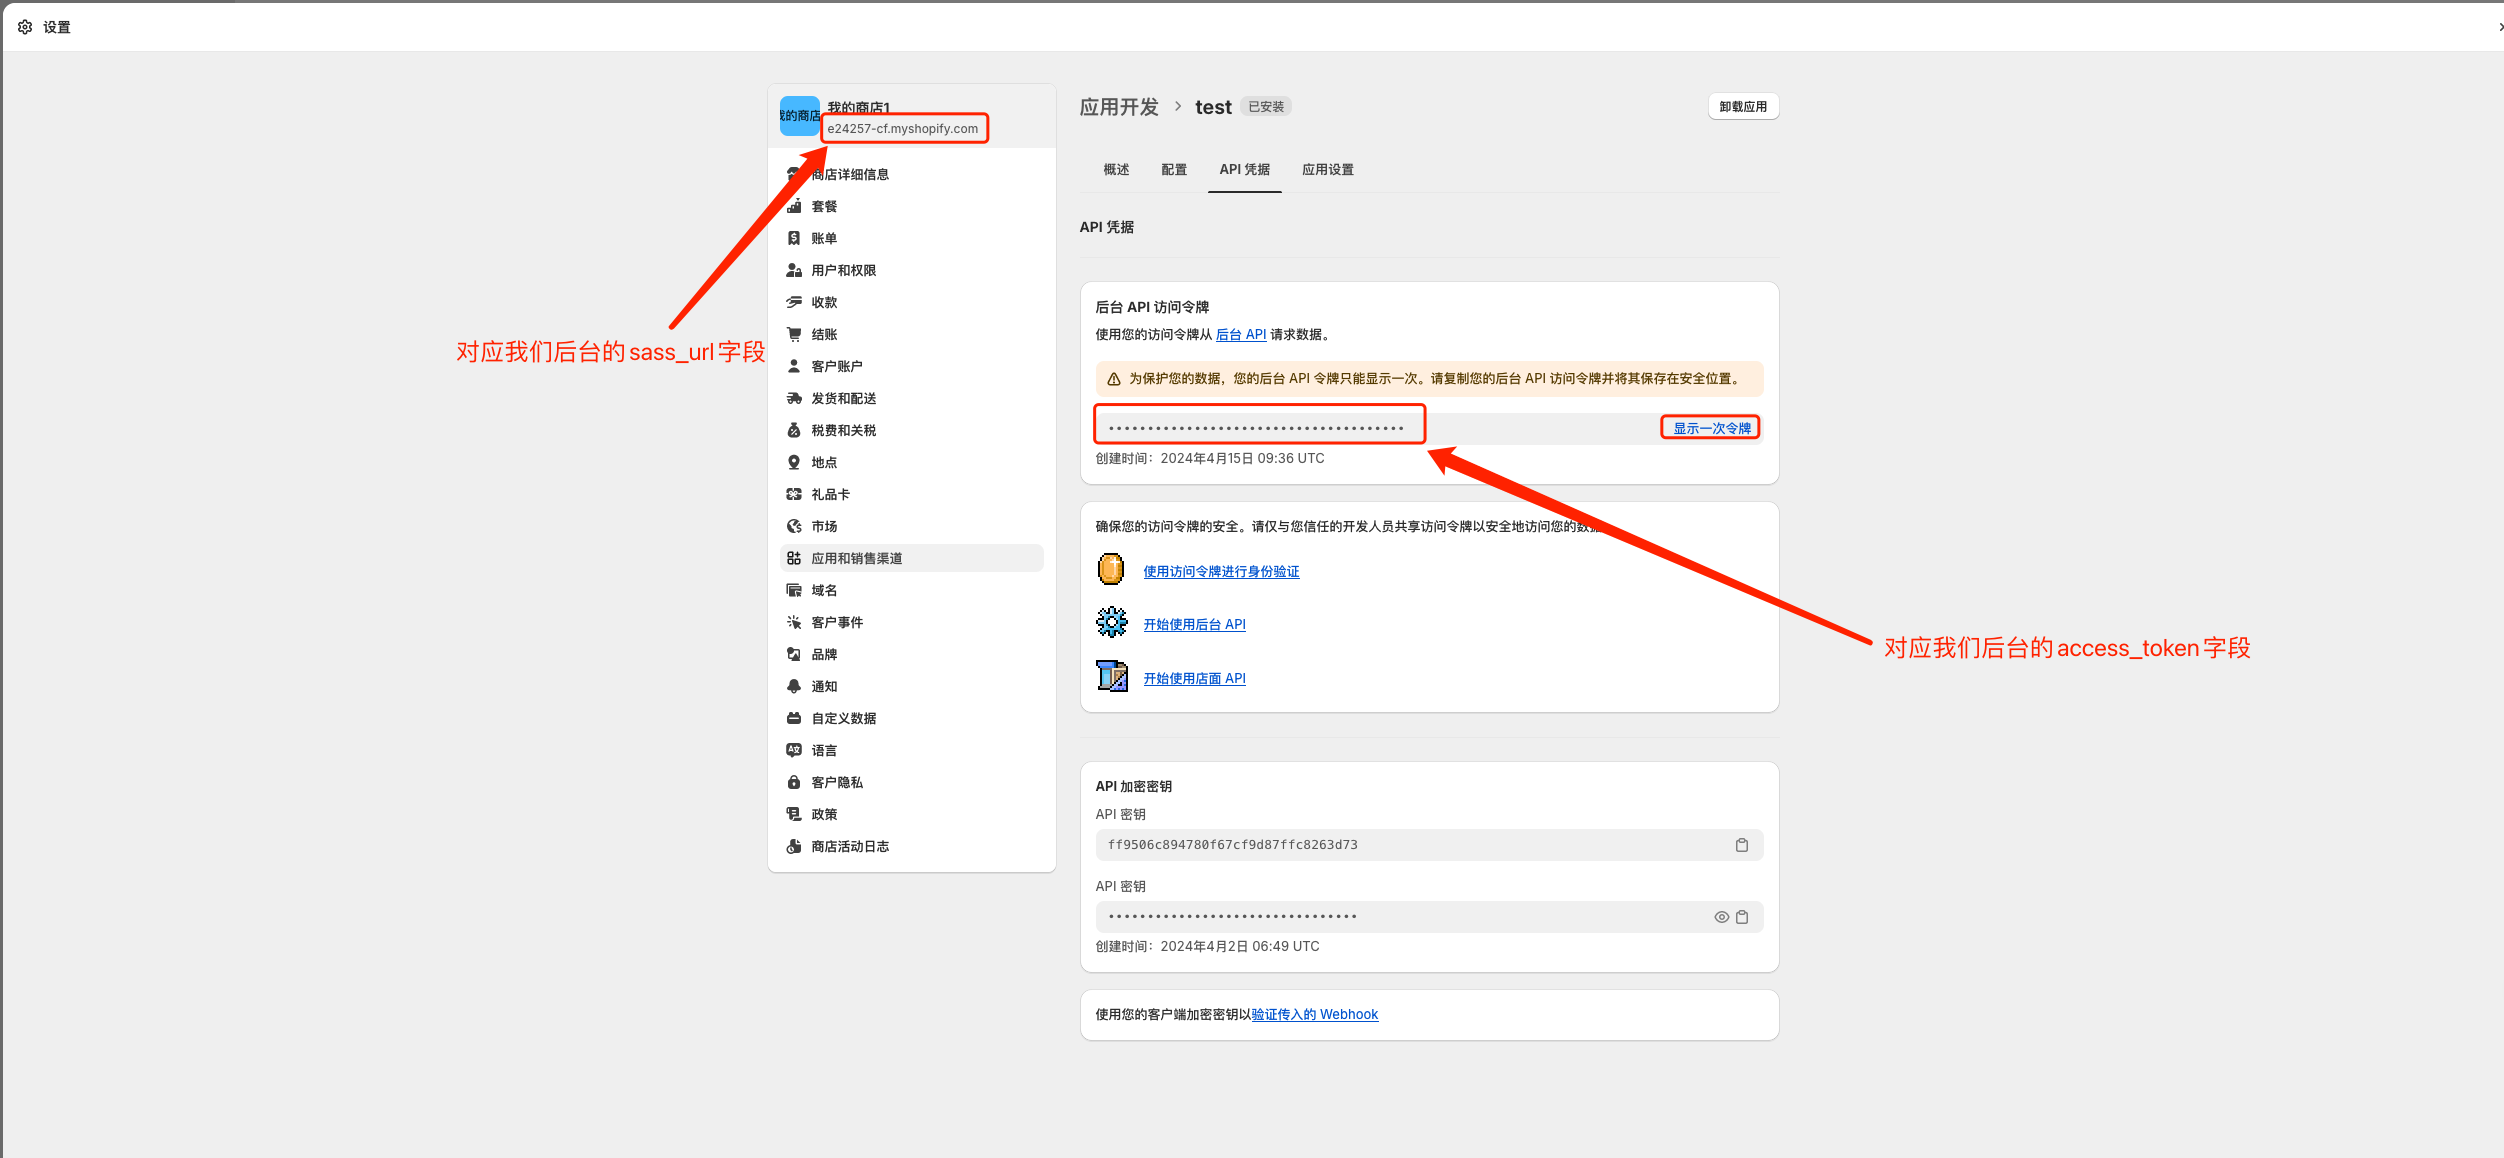 设置
我的商店
我的商店1
e24257-cf.myshopify.com
商店详细信息
套餐
账单
用户和权限
收款
结账
客户账户
发货和配送
税费和关税
地点
礼品卡
市场
应用和销售渠道
域名
客户事件
品牌
通知
自定义数据
语言
客户隐私
政策
商店活动日志
对应我们后台的sass_url字段
应用开发 > test 已安装
卸载应用
概述 配置 API 凭据 应用设置
API 凭据
后台 API 访问令牌
使用您的访问令牌从 后台 API 请求数据。
为保护您的数据，您的后台 API 令牌只能显示一次。请复制您的后台 API 访问令牌并将其保存在安全位置。
显示一次令牌
创建时间：2024年4月15日 09:36 UTC
确保您的访问令牌的安全。请仅与您信任的开发人员共享访问令牌以安全地访问您的数据
使用访问令牌进行身份验证
开始使用后台 API
开始使用店面 API
对应我们后台的access_token字段
API 加密密钥
API 密钥
ff9506c894780f67cf9d87ffc8263d73
API 密钥
创建时间：2024年4月2日 06:49 UTC
使用您的客户端加密密钥以验证传入的 Webhook